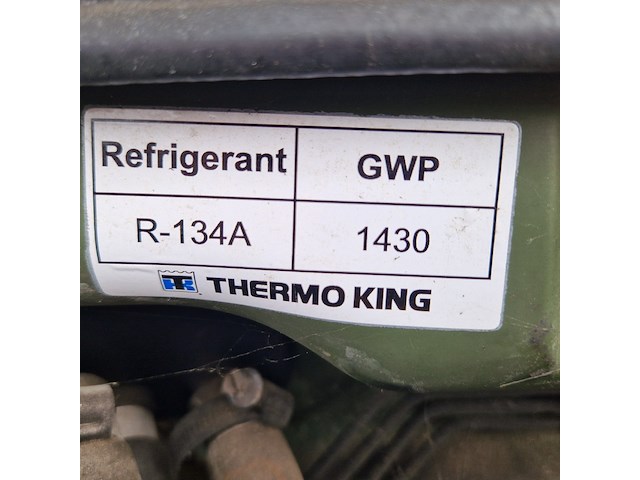 Refrigerant GWP
R-134A 1430
THERMO KING